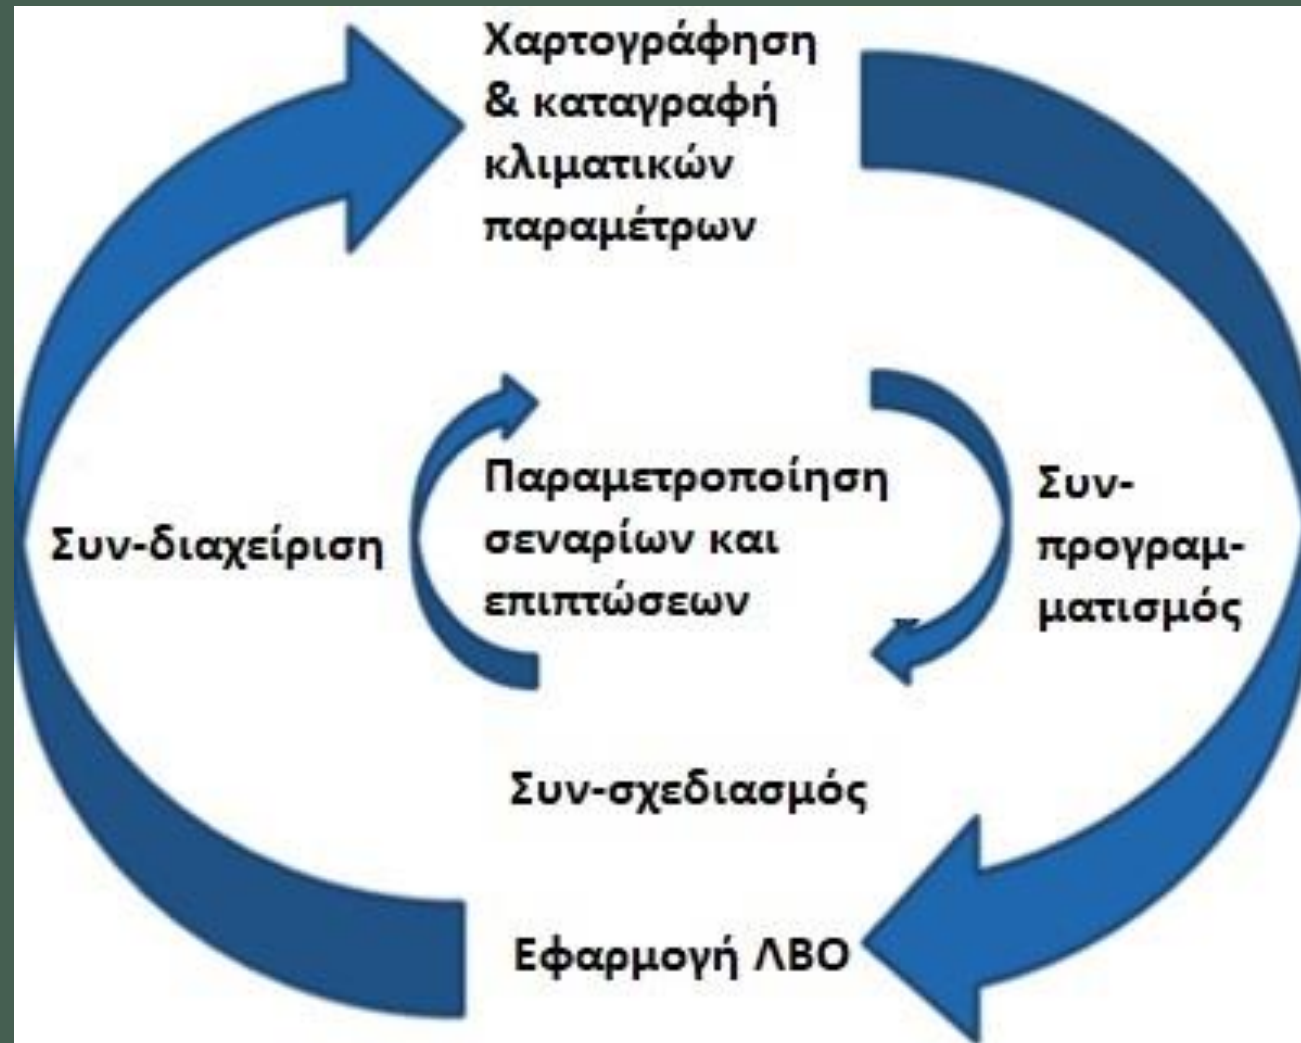 Χαρτογράφηση
& καταγραφή
κλιματικών
παραμέτρων
Παραμετροποίηση
σεναρίων και
επιπτώσεων
Συν-
προγραμ-
ματισμός
Συν-διαχείριση
Συν-σχεδιασμός
Εφαρμογή ΛΒΟ